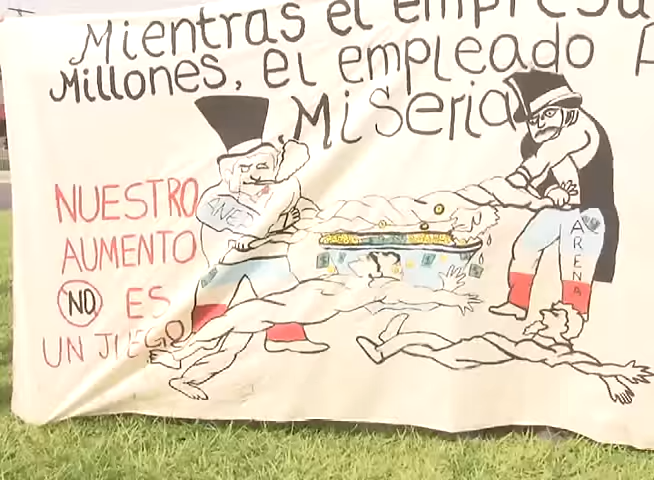 Mientras el empresa
Millones, el empleado
Miseria
NUESTRO
AUMENTO
NO ES
UN JUEGO
ANEP
ARENA